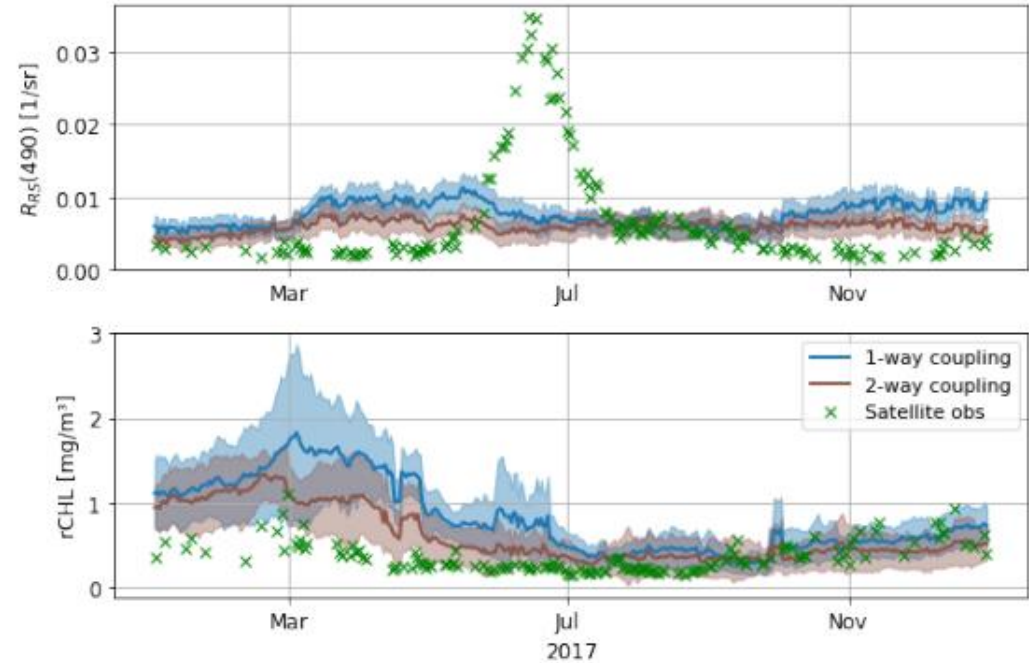 R_RS(490) [1/sr]
0.03
0.02
0.01
0.00
Mar
Jul
Nov
rCHL [mg/m³]
3
2
1
0
1-way coupling
2-way coupling
Satellite obs
Mar
Jul
Nov
2017